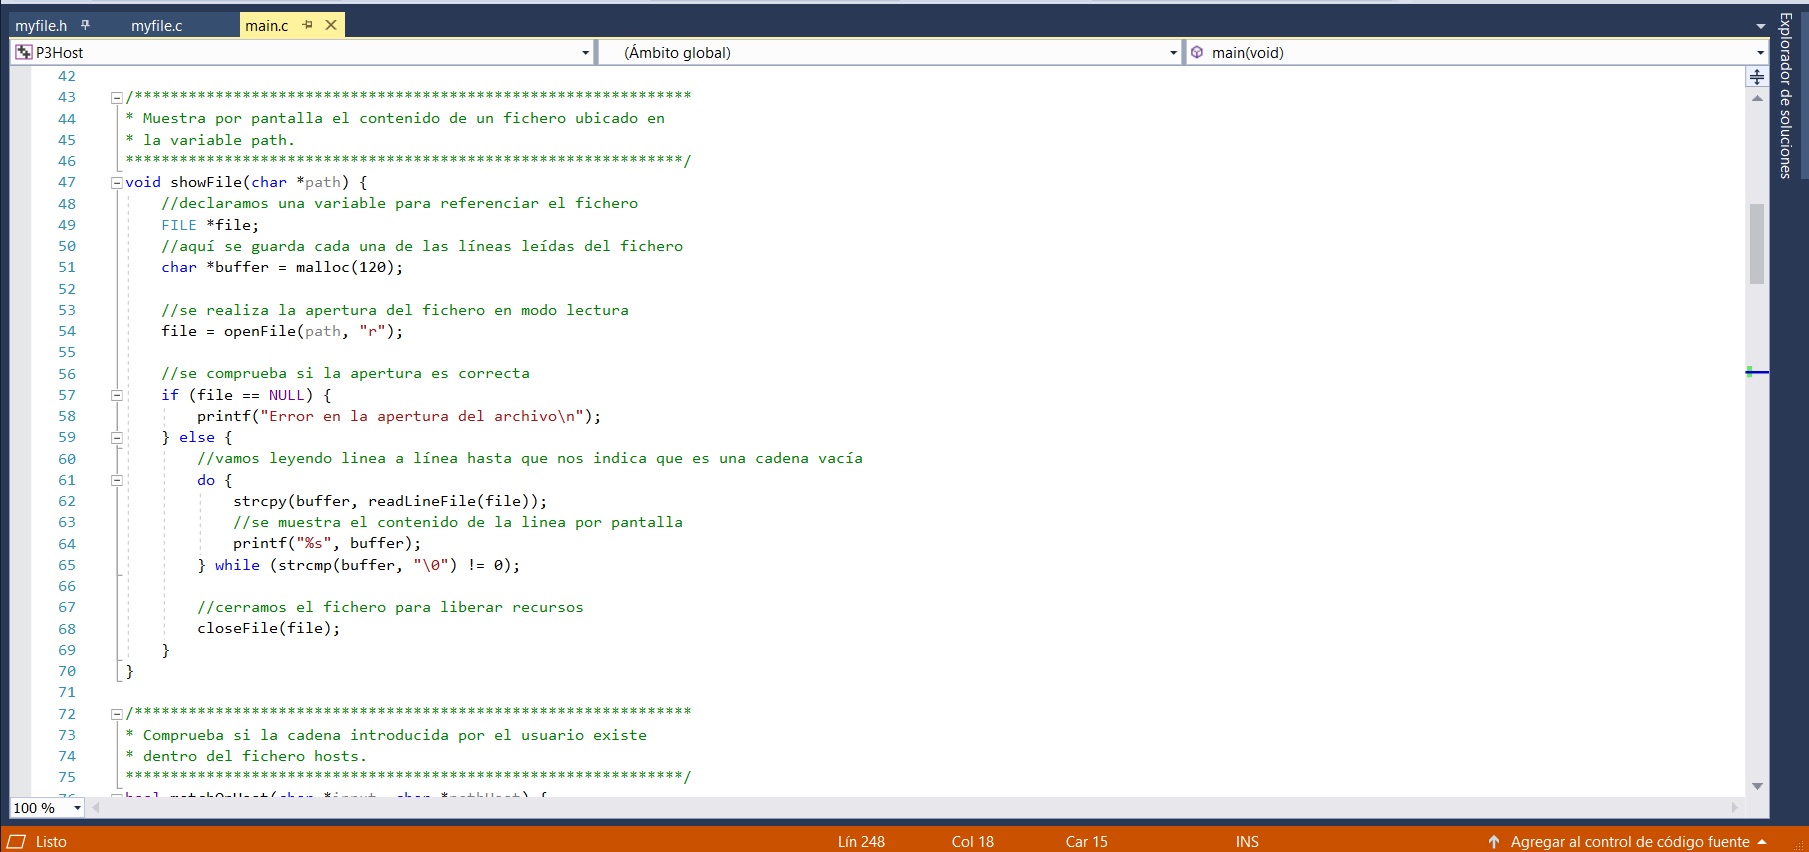 myfile.h myfile.c main.c
P3Host (Ámbito global) main(void)
Explorador de soluciones
42
43 /**************************************************************
44 * Muestra por pantalla el contenido de un fichero ubicado en
45 * la variable path.
46 **************************************************************/
47 void showFile(char *path) {
48 //declaramos una variable para referenciar el fichero
49 FILE *file;
50 //aquí se guarda cada una de las líneas leídas del fichero
51 char *buffer = malloc(120);
52
53 //se realiza la apertura del fichero en modo lectura
54 file = openFile(path, "r");
55
56 //se comprueba si la apertura es correcta
57 if (file == NULL) {
58 printf("Error en la apertura del archivo\n");
59 } else {
60 //vamos leyendo linea a línea hasta que nos indica que es una cadena vacía
61 do {
62 strcpy(buffer, readLineFile(file));
63 //se muestra el contenido de la linea por pantalla
64 printf("%s", buffer);
65 } while (strcmp(buffer, "\0") != 0);
66
67 //cerramos el fichero para liberar recursos
68 closeFile(file);
69 }
70 }
71
72 /**************************************************************
73 * Comprueba si la cadena introducida por el usuario existe
74 * dentro del fichero hosts.
75 **************************************************************/
76 bool matchOnHost(char *input, char *pathHost) {
100 %
Listo Lín 248 Col 18 Car 15 INS Agregar al control de código fuente